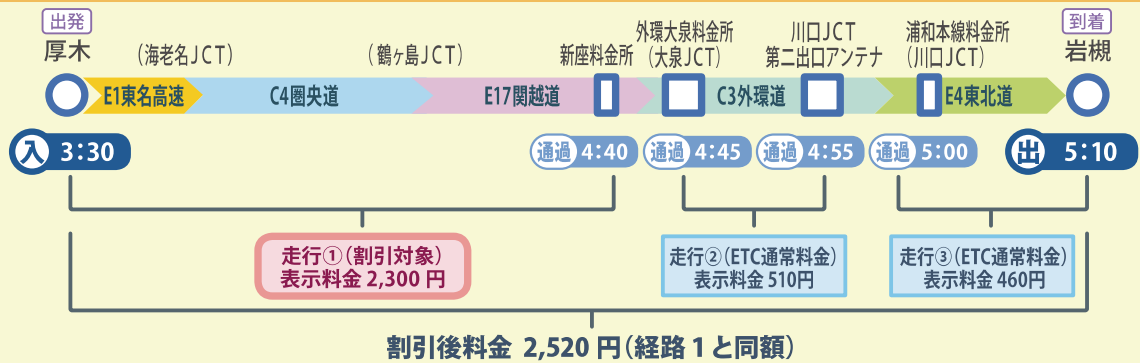 出発
厚木
(海老名JCT)
(鶴ヶ島JCT)
新座料金所
外環大泉料金所
(大泉JCT)
川口JCT
第二出口アンテナ
浦和本線料金所
(川口JCT)
到着
岩槻
E1東名高速
C4圏央道
E17関越道
C3外環道
E4東北道
入 3:30
通過 4:40
通過 4:45
通過 4:55
通過 5:00
出 5:10
走行①(割引対象)
表示料金 2,300 円
走行②(ETC通常料金)
表示料金 510円
走行③(ETC通常料金)
表示料金 460円
割引後料金 2,520 円(経路 1 と同額)